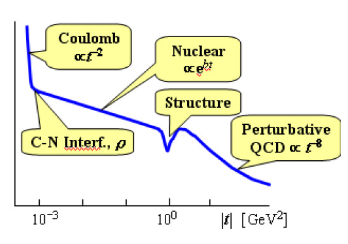 Coulomb
∝t⁻²
Nuclear
∝e^{bt}
Structure
C-N Interf., ρ
Perturbative
QCD ∝ t⁻⁸
10⁻³
10⁰
|t| [GeV²]